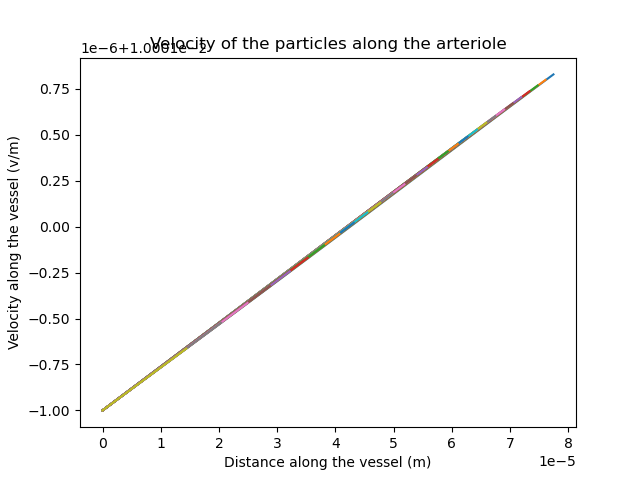 Velocity of the particles along the arteriole
1e−6+1.0001e−2
0.75
0.50
0.25
0.00
−0.25
−0.50
−0.75
−1.00
Velocity along the vessel (v/m)
0 1 2 3 4 5 6 7 8
1e−5
Distance along the vessel (m)